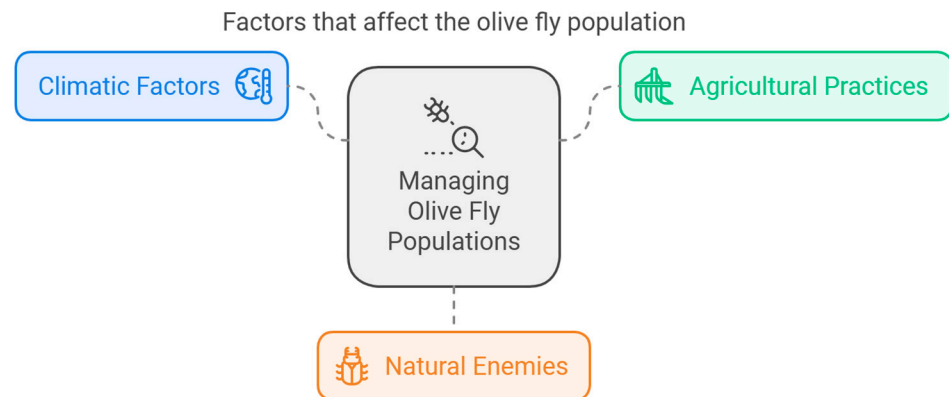 Factors that affect the olive fly population
Climatic Factors
Agricultural Practices
Managing
Olive Fly
Populations
Natural Enemies